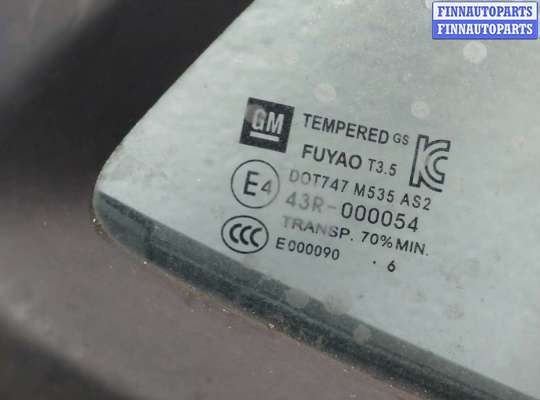 FINNAUTOPARTS
FINNAUTOPARTS
GM
TEMPERED GS
FUYAO T3.5
KC
DOT747 M535 AS2
E4
43R-000054
TRANSP. 70% MIN.
CCC
E000090 . 6